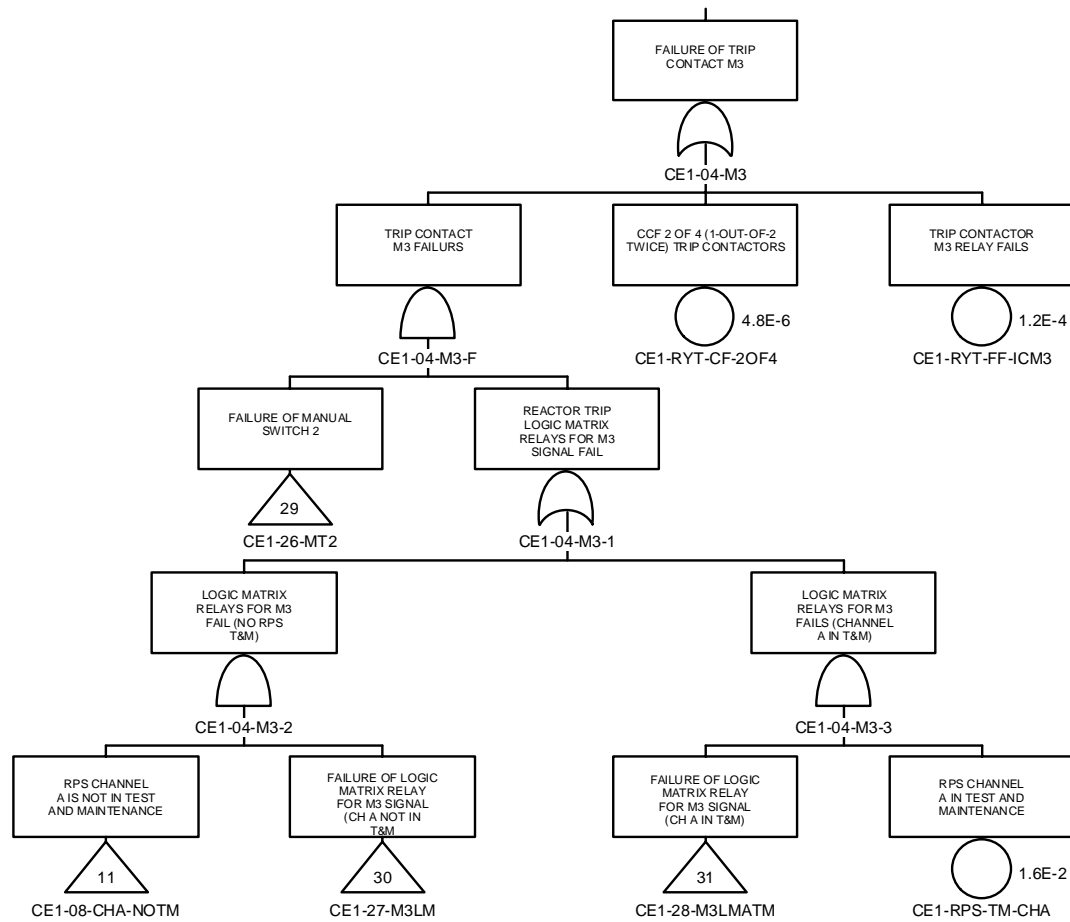 FAILURE OF TRIP
CONTACT M3
CE1-04-M3
TRIP CONTACT
M3 FAILURS
CCF 2 OF 4 (1-OUT-OF-2
TWICE) TRIP CONTACTORS
TRIP CONTACTOR
M3 RELAY FAILS
CE1-04-M3-F
4.8E-6
CE1-RYT-CF-2OF4
1.2E-4
CE1-RYT-FF-ICM3
FAILURE OF MANUAL
SWITCH 2
REACTOR TRIP
LOGIC MATRIX
RELAYS FOR M3
SIGNAL FAIL
29
CE1-26-MT2
CE1-04-M3-1
LOGIC MATRIX
RELAYS FOR M3
FAIL (NO RPS
T&M)
LOGIC MATRIX
RELAYS FOR M3
FAILS (CHANNEL
A IN T&M)
CE1-04-M3-2
CE1-04-M3-3
RPS CHANNEL
A IS NOT IN TEST
AND MAINTENANCE
FAILURE OF LOGIC
MATRIX RELAY
FOR M3 SIGNAL
(CH A NOT IN
T&M
FAILURE OF LOGIC
MATRIX RELAY
FOR M3 SIGNAL
(CH A IN T&M)
RPS CHANNEL
A IN TEST AND
MAINTENANCE
11
CE1-08-CHA-NOTM
30
CE1-27-M3LM
31
CE1-28-M3LMATM
1.6E-2
CE1-RPS-TM-CHA